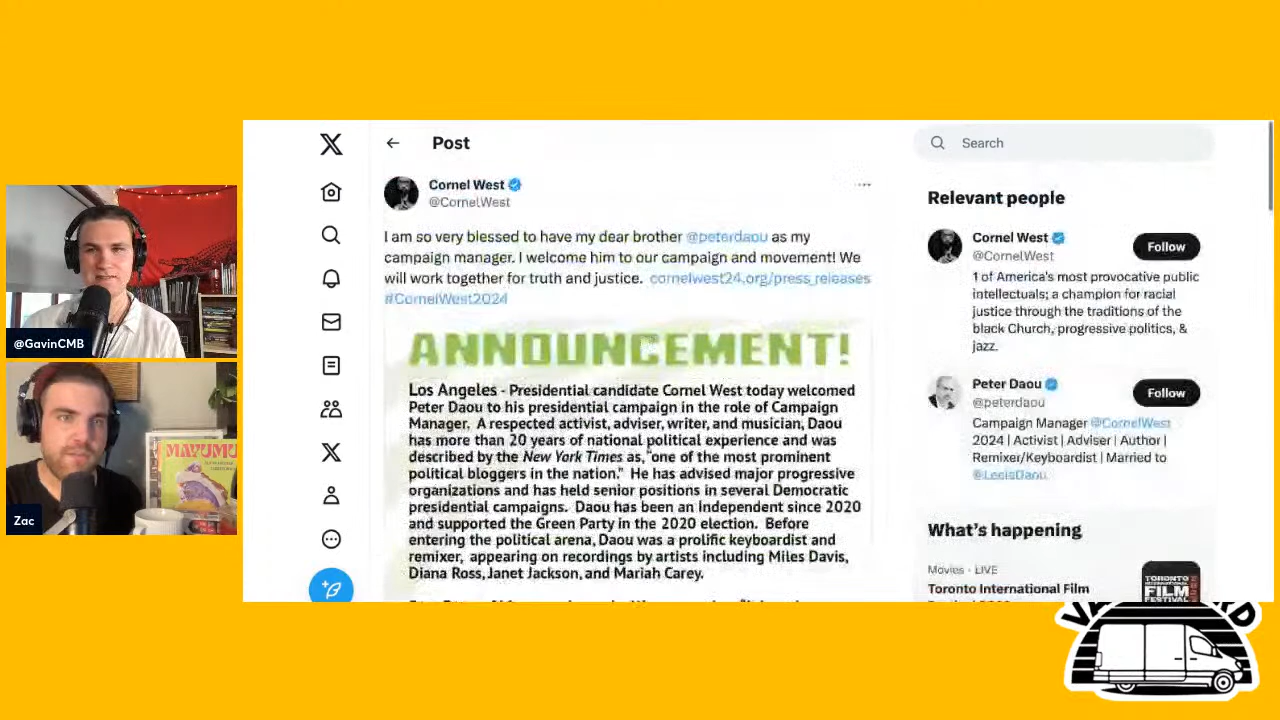 Post
Search
Cornel West
@CornelWest
I am so very blessed to have my dear brother @peterdaou as my
campaign manager. I welcome him to our campaign and movement! We
will work together for truth and justice. cornelwest24.org/press_releases
#CornelWest2024
ANNOUNCEMENT!
Los Angeles - Presidential candidate Cornel West today welcomed
Peter Daou to his presidential campaign in the role of Campaign
Manager. A respected activist, adviser, writer, and musician, Daou
has more than 20 years of national political experience and was
described by the New York Times as, "one of the most prominent
political bloggers in the nation." He has advised major progressive
organizations and has held senior positions in several Democratic
presidential campaigns. Daou has been an independent since 2020
and supported the Green Party in the 2020 election. Before
entering the political arena, Daou was a prolific keyboardist and
remixer, appearing on recordings by artists including Miles Davis,
Diana Ross, Janet Jackson, and Mariah Carey.
Relevant people
Cornel West
@CornelWest
Follow
1 of America's most provocative public
intellectuals; a champion for racial
justice through the traditions of the
black Church, progressive politics, &
jazz.
Peter Daou
@peterdaou
Follow
Campaign Manager @CornelWest
2024 | Activist | Adviser | Author |
Remixer/Keyboardist | Married to
@LeelaDaou
What's happening
Movies · LIVE
Toronto International Film
TORONTO
INTERNATIONAL
FILM
FESTIVAL
@GavinCMB
MAYUMU
Zac